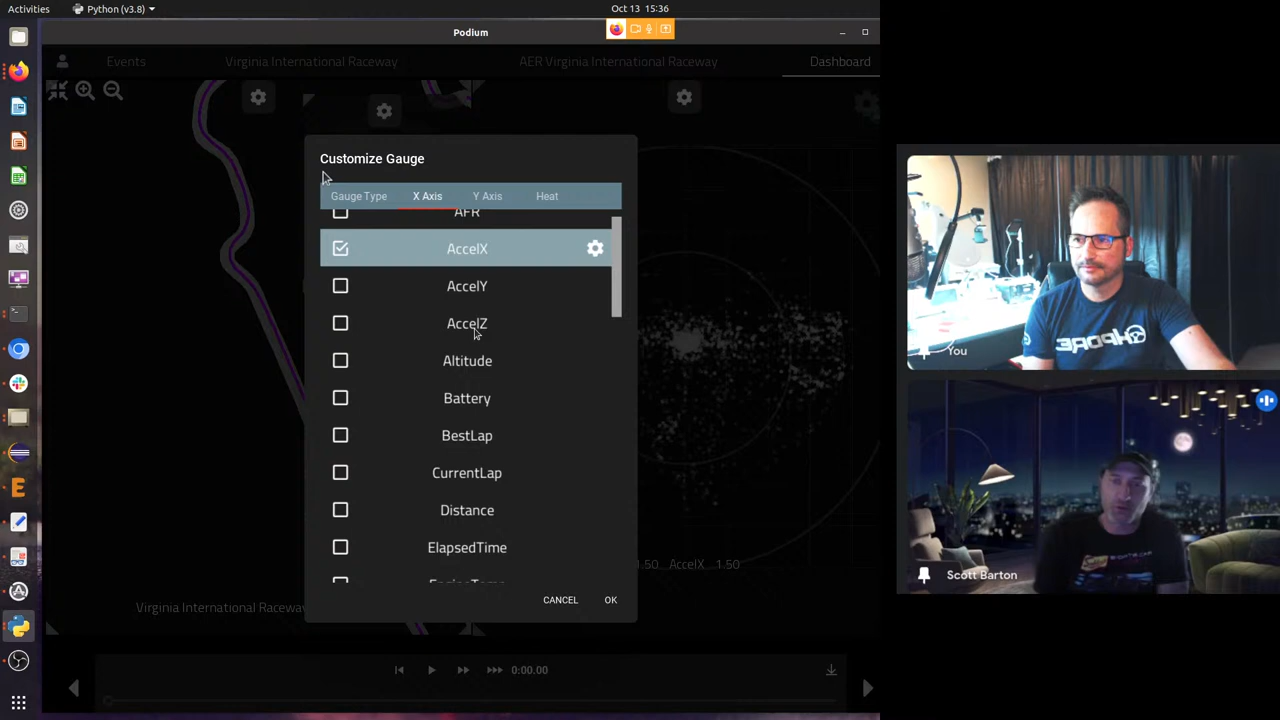 Activities
Python (v3.8)
Oct 13 15:36
Podium
Events
Virginia International Raceway
AER Virginia International Raceway
Dashboard
Customize Gauge
Gauge Type
X Axis
Y Axis
Heat
AFR
AccelX
AccelY
AccelZ
Altitude
Battery
BestLap
CurrentLap
Distance
ElapsedTime
CANCEL
OK
AccelX 1.50
Virginia International Raceway
0:00.00
You
Scott Barton